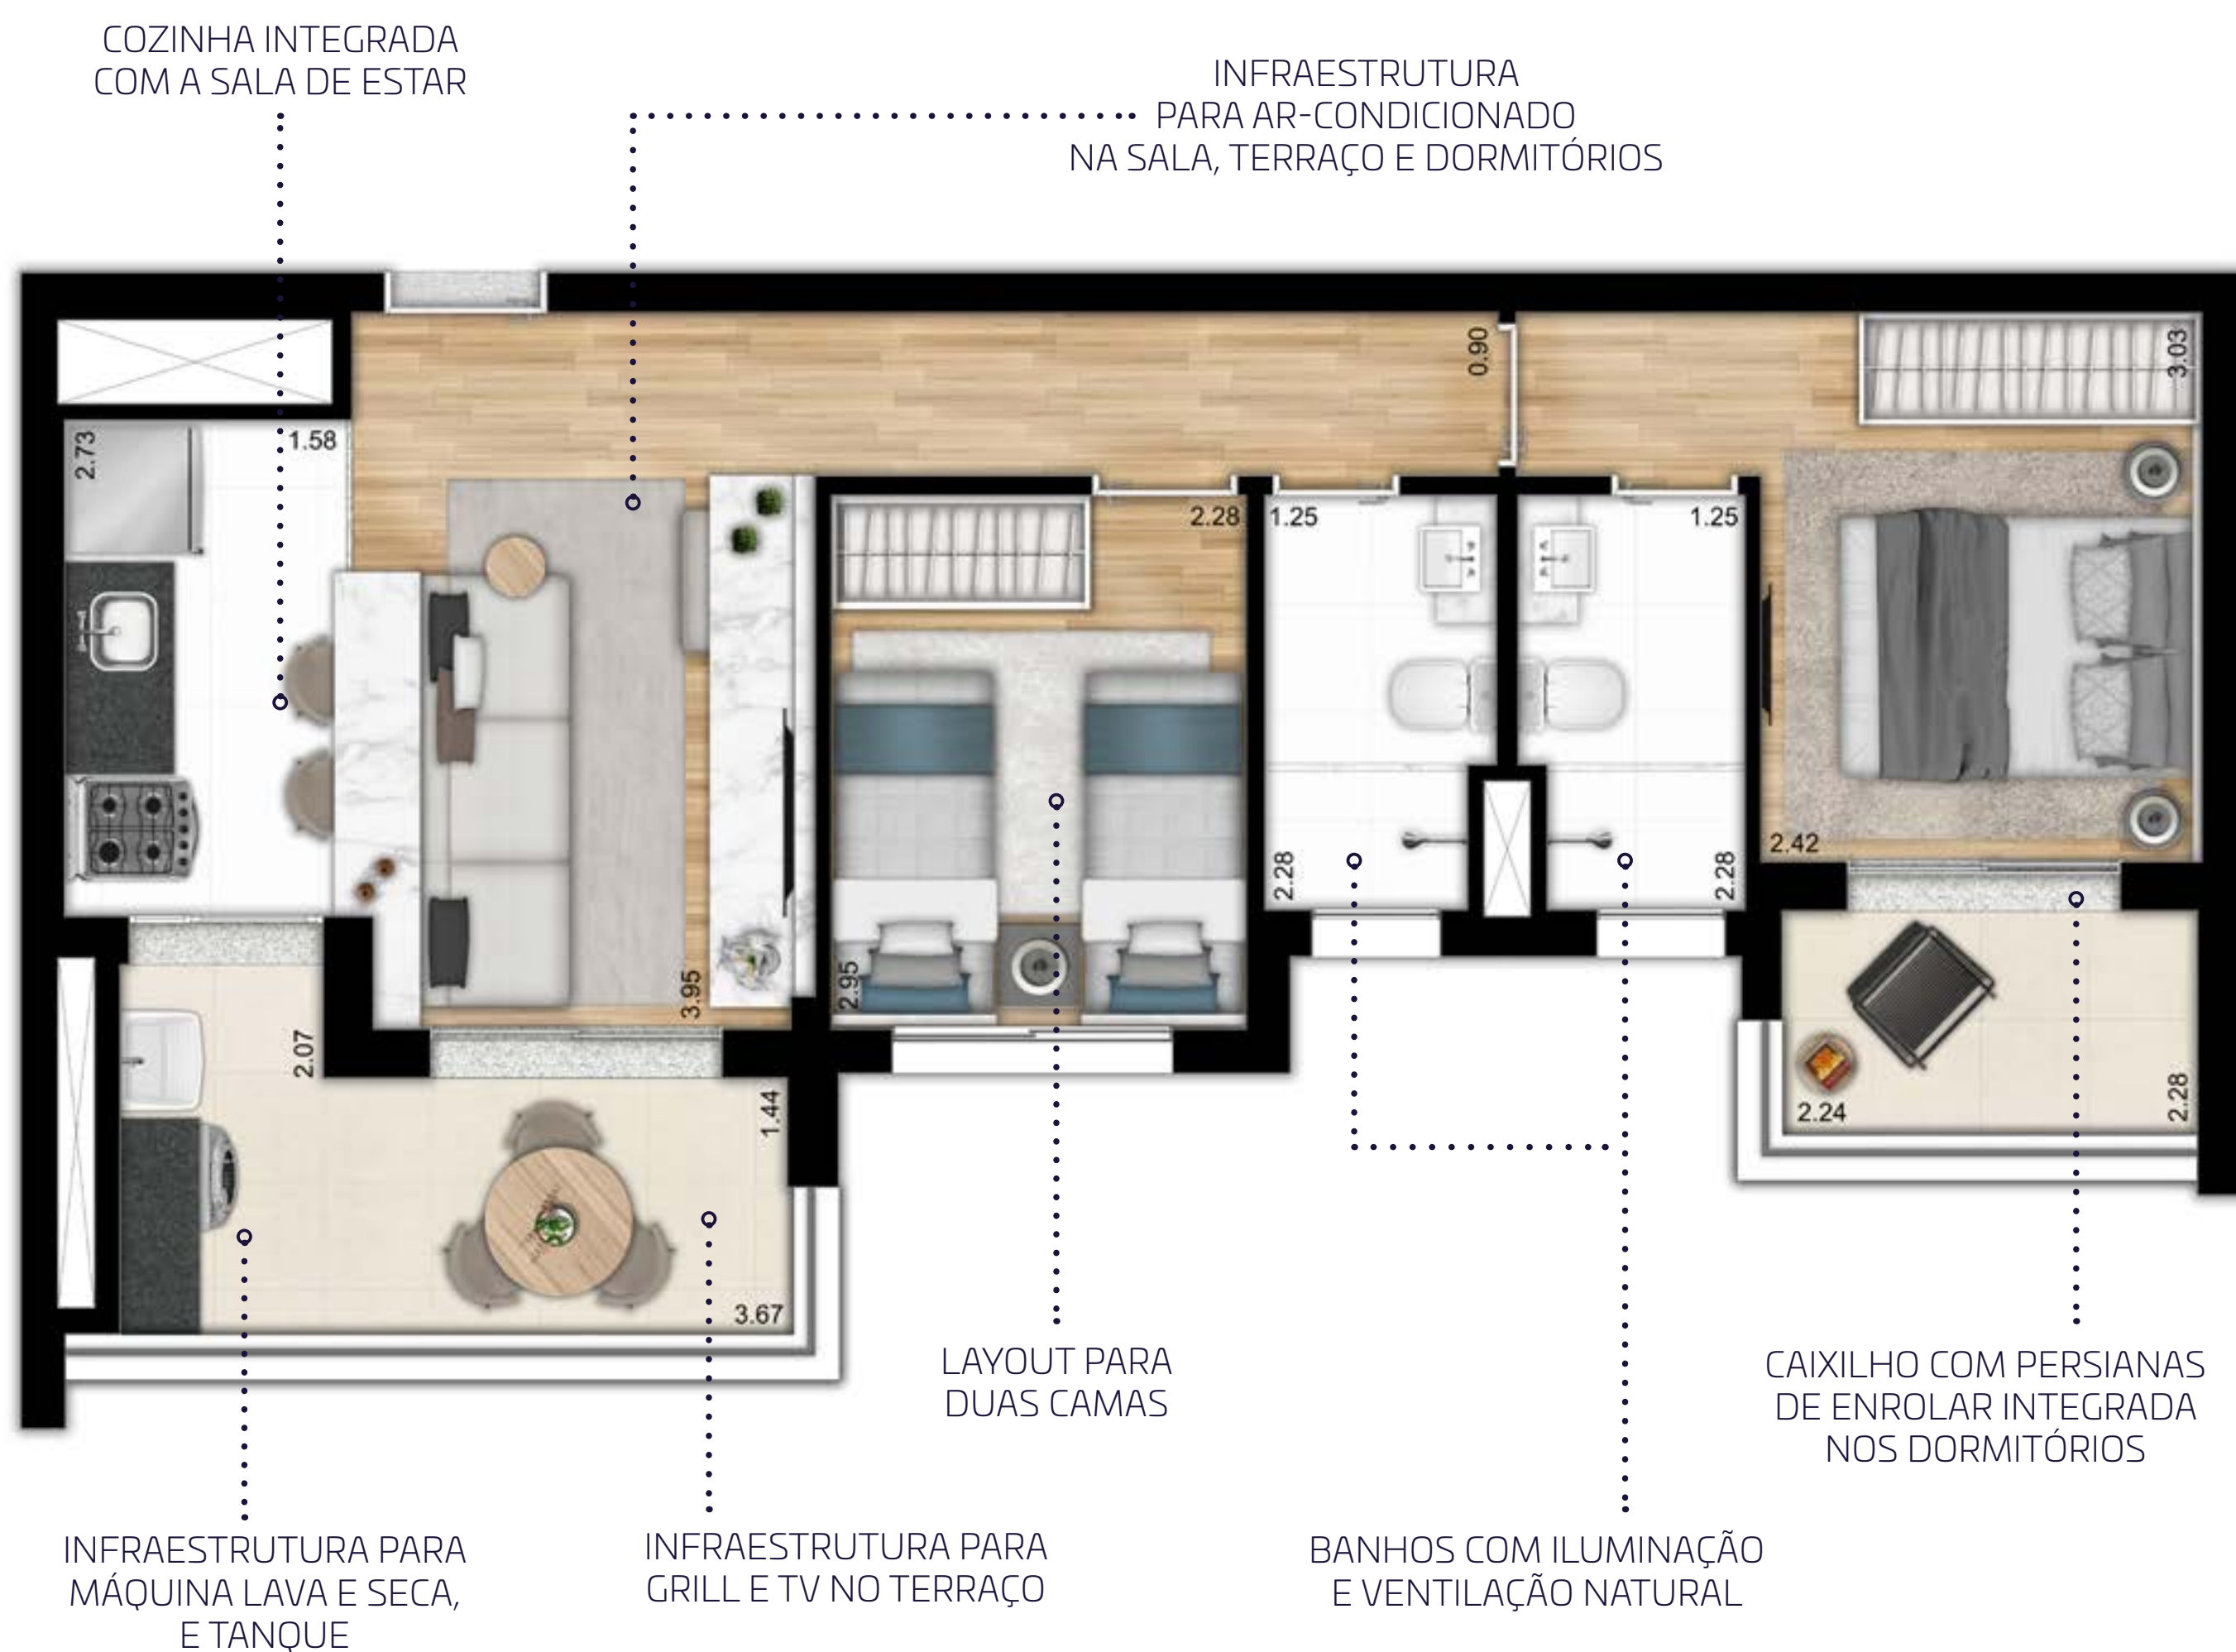 COZINHA INTEGRADA
COM A SALA DE ESTAR
INFRAESTRUTURA
PARA AR-CONDICIONADO
NA SALA, TERRAÇO E DORMITÓRIOS
0.90
3.03
2.73
1.58
2.28
1.25
1.25
2.42
2.28
2.28
2.95
3.95
2.07
1.44
3.67
2.24
2.28
LAYOUT PARA
DUAS CAMAS
CAIXILHO COM PERSIANAS
DE ENROLAR INTEGRADA
NOS DORMITÓRIOS
INFRAESTRUTURA PARA
MÁQUINA LAVA E SECA,
E TANQUE
INFRAESTRUTURA PARA
GRILL E TV NO TERRAÇO
BANHOS COM ILUMINAÇÃO
E VENTILAÇÃO NATURAL